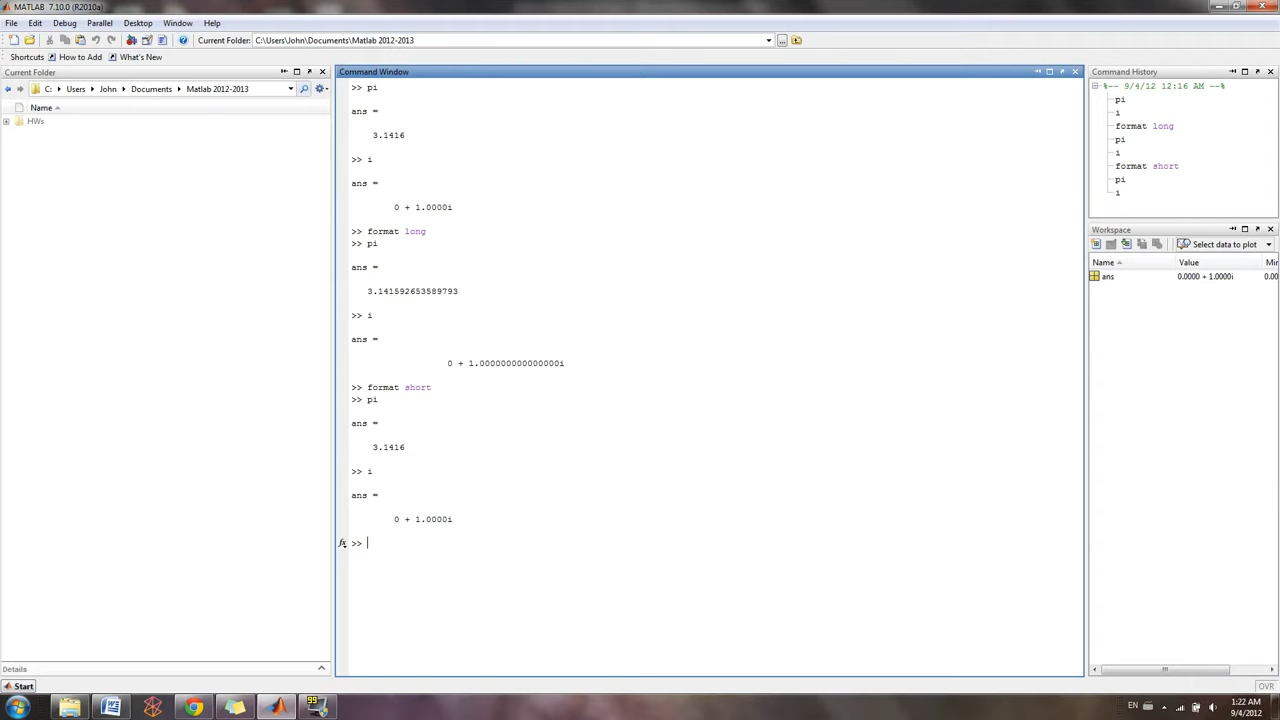 MATLAB 7.10.0 (R2010a)
File Edit Debug Parallel Desktop Window Help
Current Folder: C:\Users\John\Documents\Matlab 2012-2013
Shortcuts How to Add What's New
Current Folder
C: Users John Documents Matlab 2012-2013
Name
HWs
Details
Start
Command Window
>> pi
ans =
3.1416
>> i
ans =
0 + 1.0000i
>> format long
>> pi
ans =
3.141592653589793
>> i
ans =
0 + 1.000000000000000i
>> format short
>> pi
ans =
3.1416
>> i
ans =
0 + 1.0000i
fx >>
Command History
%-- 9/4/12 12:16 AM --%
pi
i
format long
pi
i
format short
pi
i
Workspace
Select data to plot
Name Value Min
ans 0.0000 + 1.0000i 0.00
OVR
99
EN
1:22 AM
9/4/2012